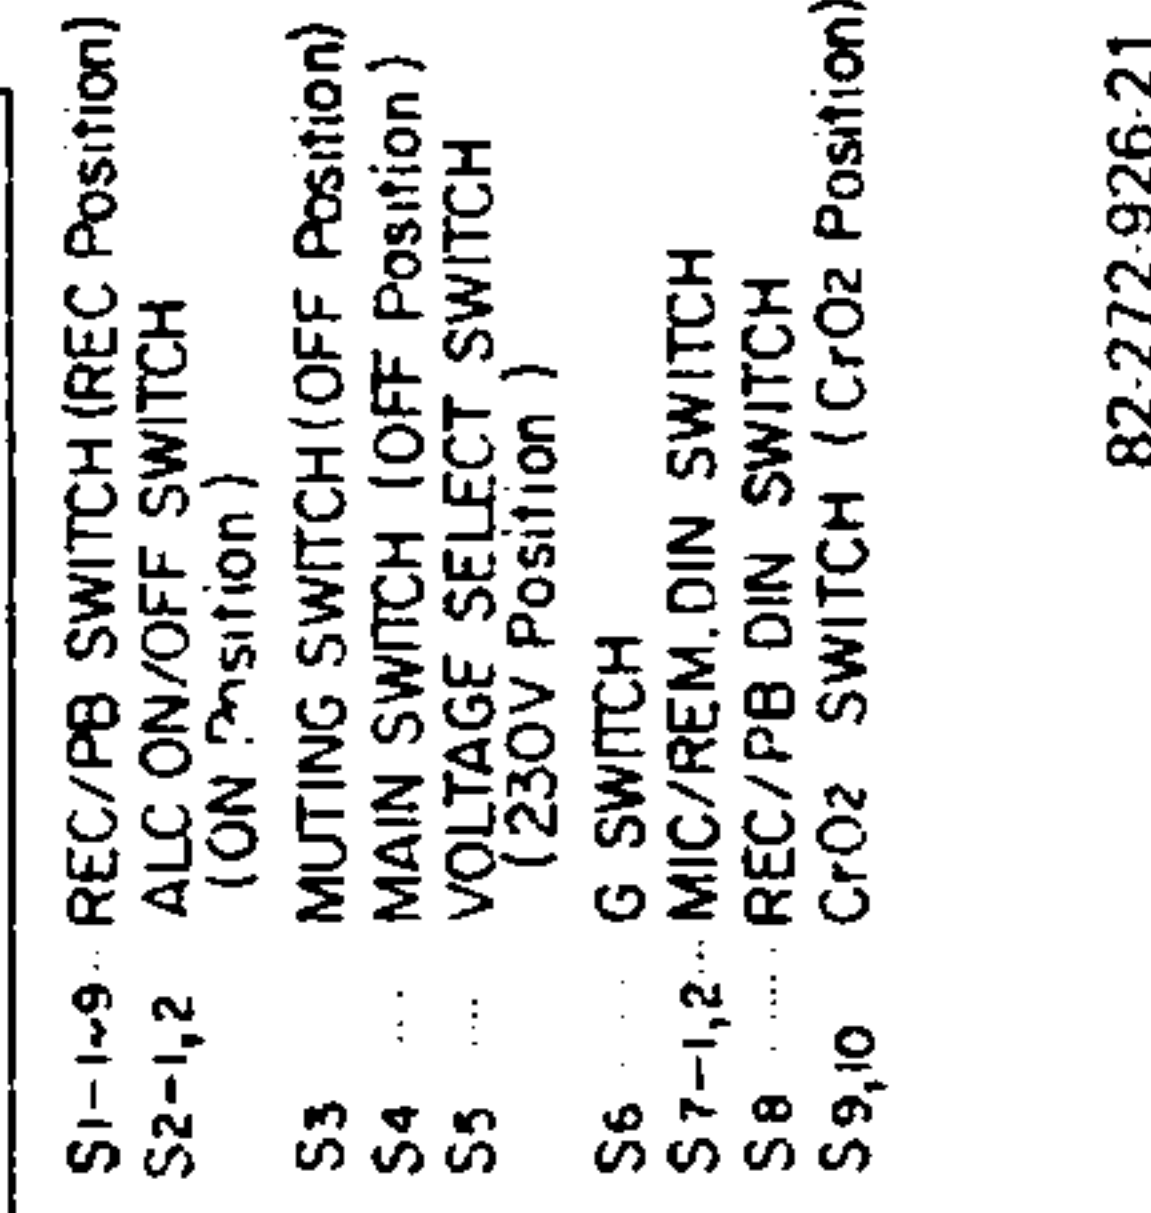 S1-1~9 ... REC/PB SWITCH (REC Position)
S2-1,2 ALC ON/OFF SWITCH
(ON Position)
S3 MUTING SWITCH (OFF Position)
S4 ... MAIN SWITCH (OFF Position)
S5 .... VOLTAGE SELECT SWITCH
(230V Position)
S6 .... G SWITCH
S7-1,2 ... MIC/REM.DIN SWITCH
S8 ..... REC/PB DIN SWITCH
S9,10 CrO2 SWITCH (CrO2 Position)
82-272-926-21